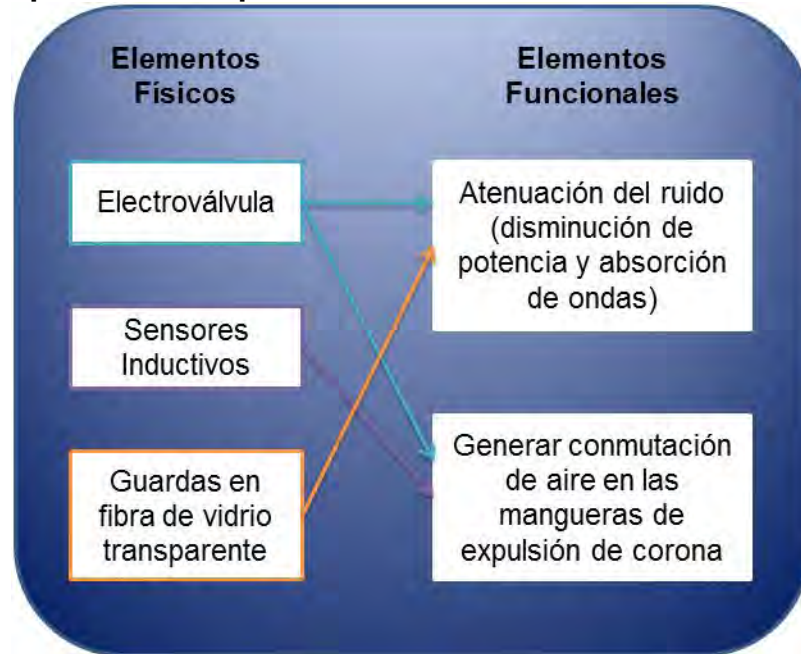 Elementos
Físicos
Elementos
Funcionales
Electroválvula
Sensores
Inductivos
Guardas en
fibra de vidrio
transparente
Atenuación del ruido
(disminución de
potencia y absorción
de ondas)
Generar conmutación
de aire en las
mangueras de
expulsión de corona